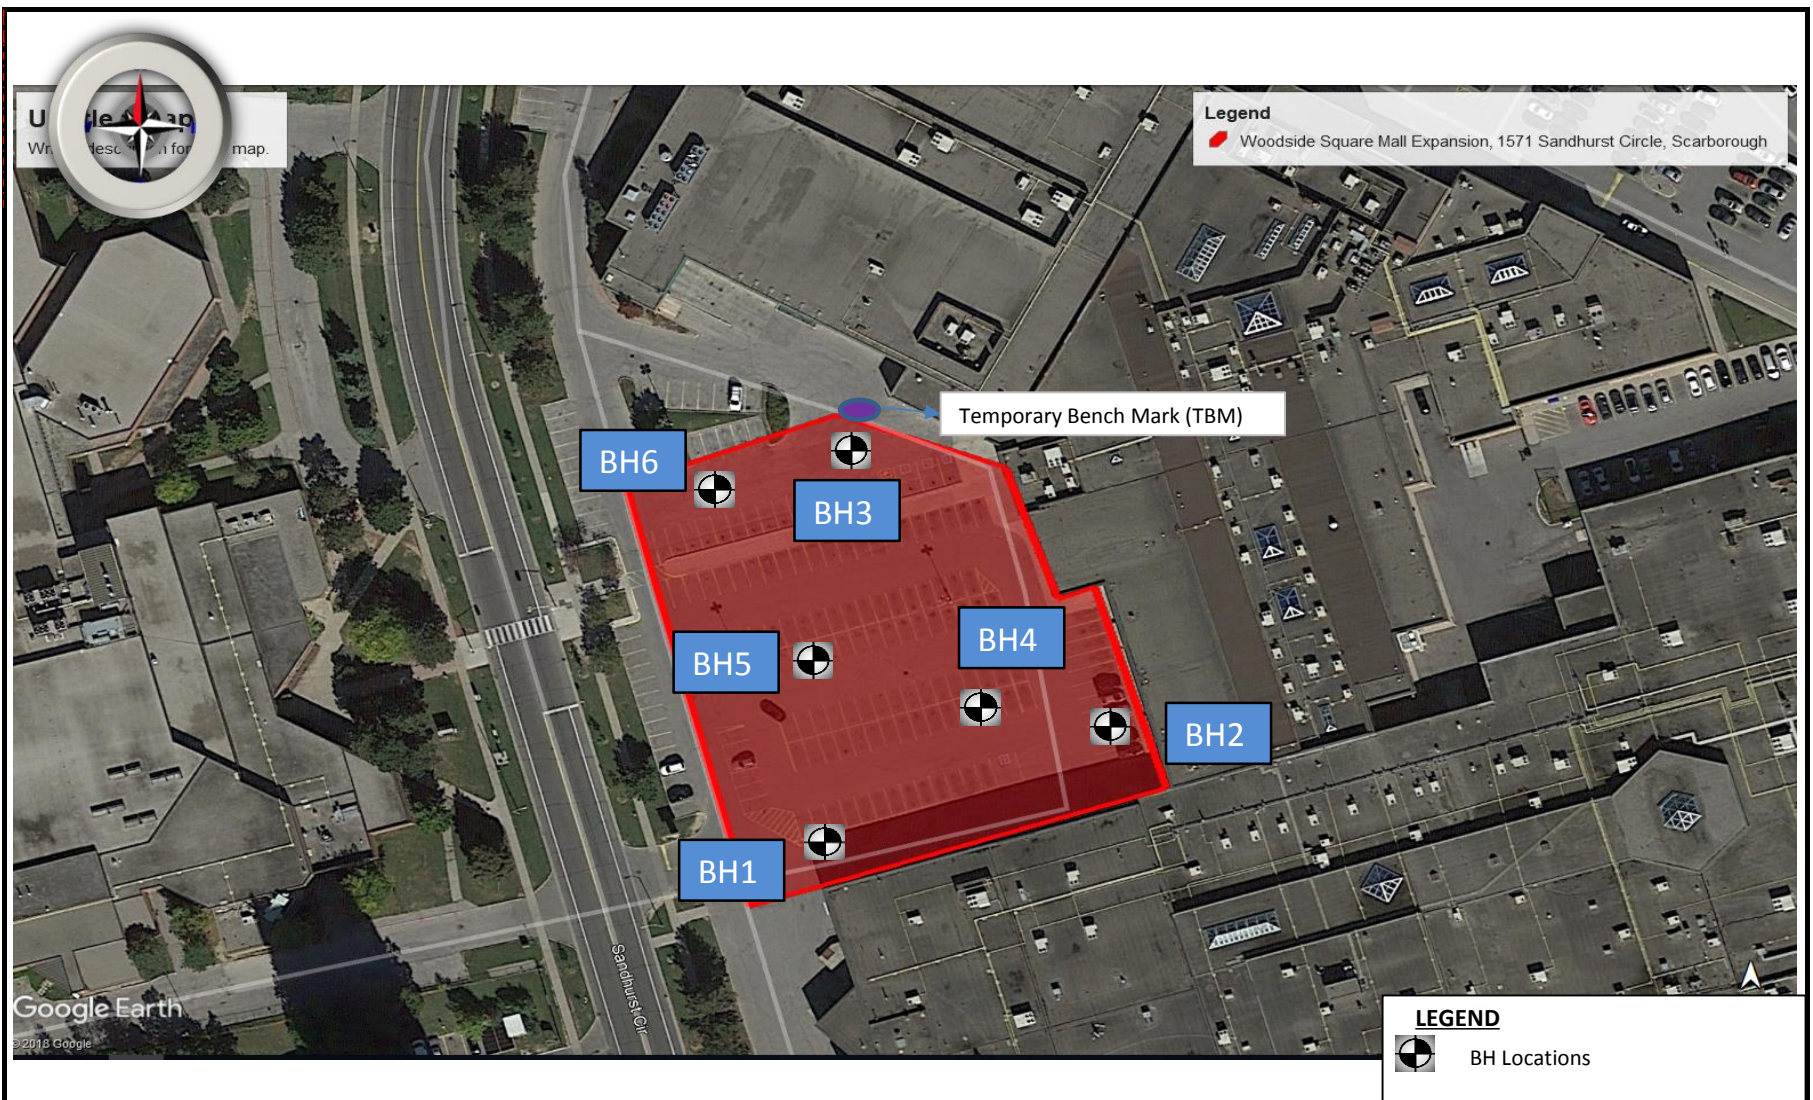 Legend
Woodside Square Mall Expansion, 1571 Sandhurst Circle, Scarborough
map.
Temporary Bench Mark (TBM)
BH6
BH3
BH4
BH5
BH2
BH1
Sandhurst Cir
Google Earth
© 2018 Google
LEGEND
BH Locations